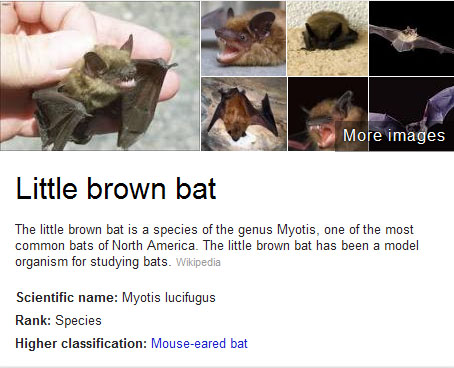 More images
Little brown bat
The little brown bat is a species of the genus Myotis, one of the most
common bats of North America. The little brown bat has been a model
organism for studying bats. Wikipedia
Scientific name: Myotis lucifugus
Rank: Species
Higher classification: Mouse-eared bat